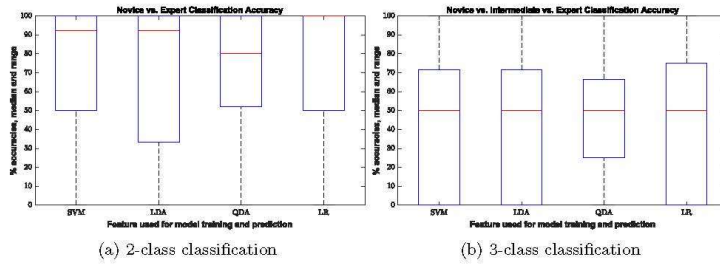 Novice vs. Expert Classification Accuracy
% accuracies, median and range
100
90
80
70
60
50
40
30
20
10
0
SVM LDA QDA LR
Feature used for model training and prediction
(a) 2-class classification
Novice vs. Intermediate vs. Expert Classification Accuracy
% accuracies, median and range
100
90
80
70
60
50
40
30
20
10
0
SVM LDA QDA LR
Feature used for model training and prediction
(b) 3-class classification